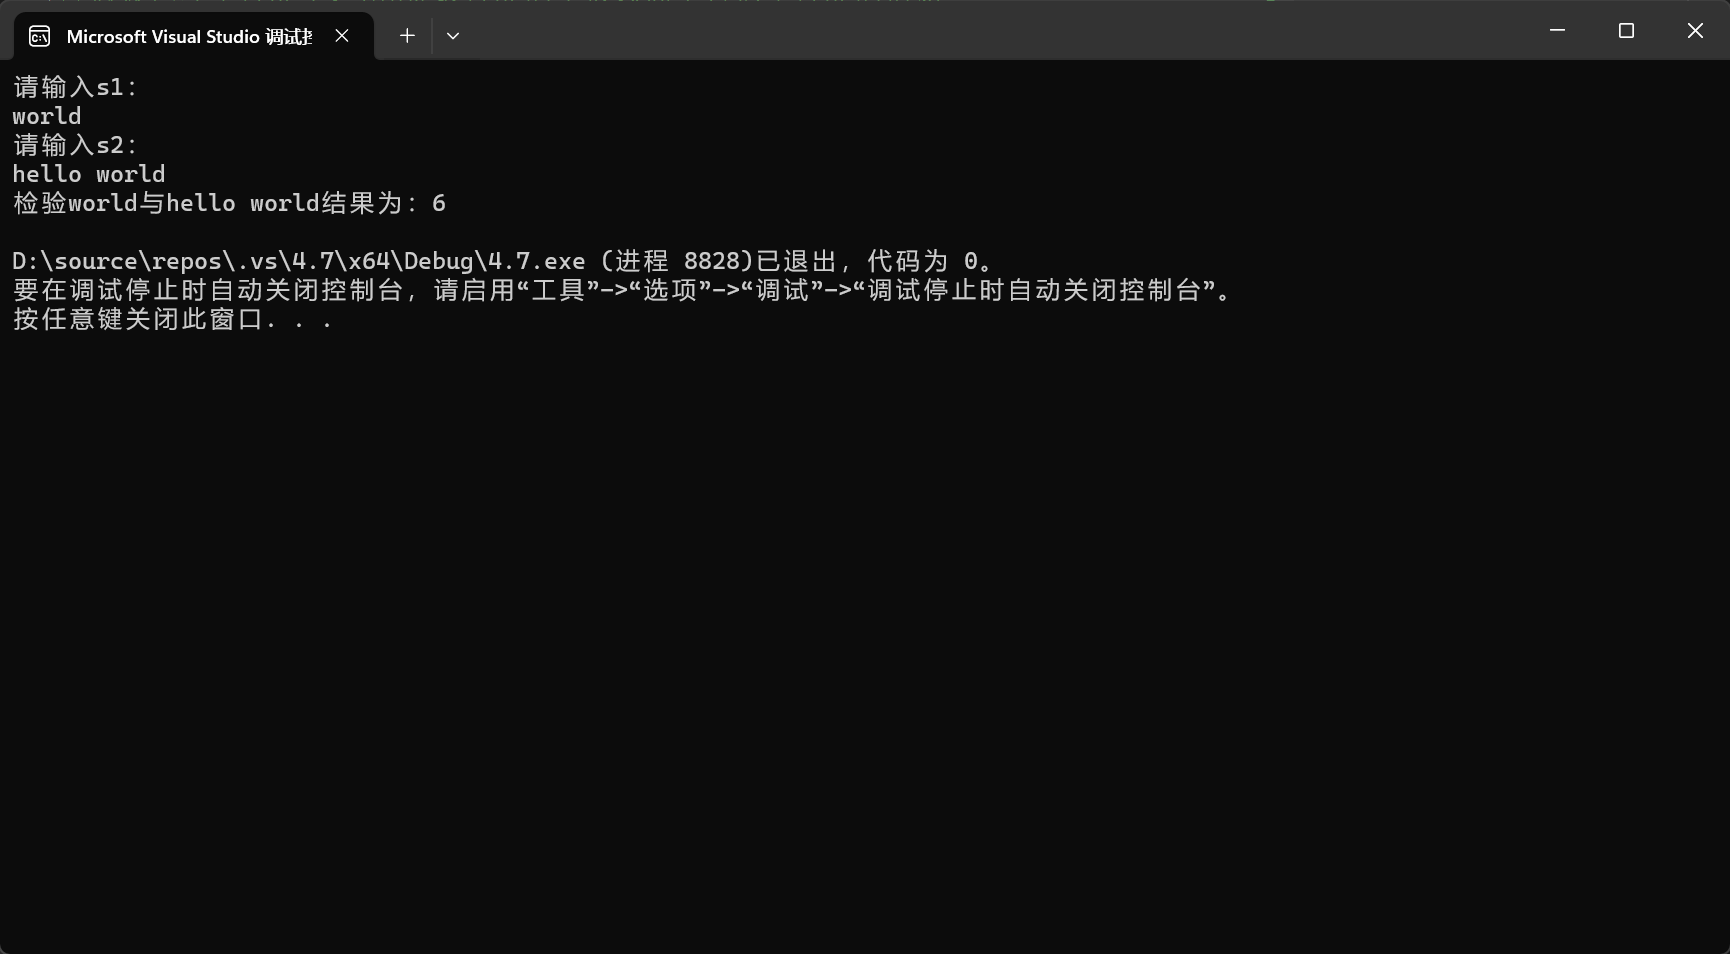 Microsoft Visual Studio 调试
请输入s1:
world
请输入s2:
hello world
检验world与hello world结果为: 6
D:\source\repos\.vs\4.7\x64\Debug\4.7.exe (进程 8828)已退出，代码为 0。
要在调试停止时自动关闭控制台，请启用“工具”->“选项”->“调试”->“调试停止时自动关闭控制台”。
按任意键关闭此窗口. . .